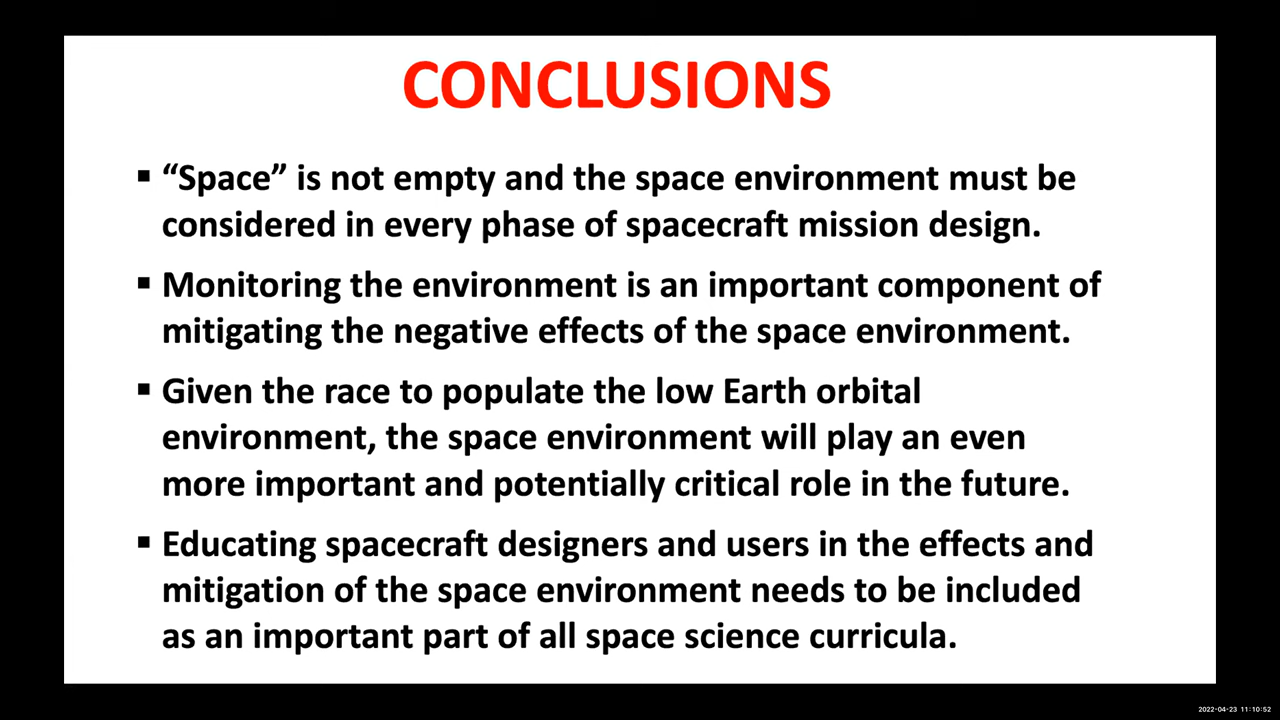 CONCLUSIONS
▪ “Space” is not empty and the space environment must be
considered in every phase of spacecraft mission design.
▪ Monitoring the environment is an important component of
mitigating the negative effects of the space environment.
▪ Given the race to populate the low Earth orbital
environment, the space environment will play an even
more important and potentially critical role in the future.
▪ Educating spacecraft designers and users in the effects and
mitigation of the space environment needs to be included
as an important part of all space science curricula.
2022-04-23 11:10:52